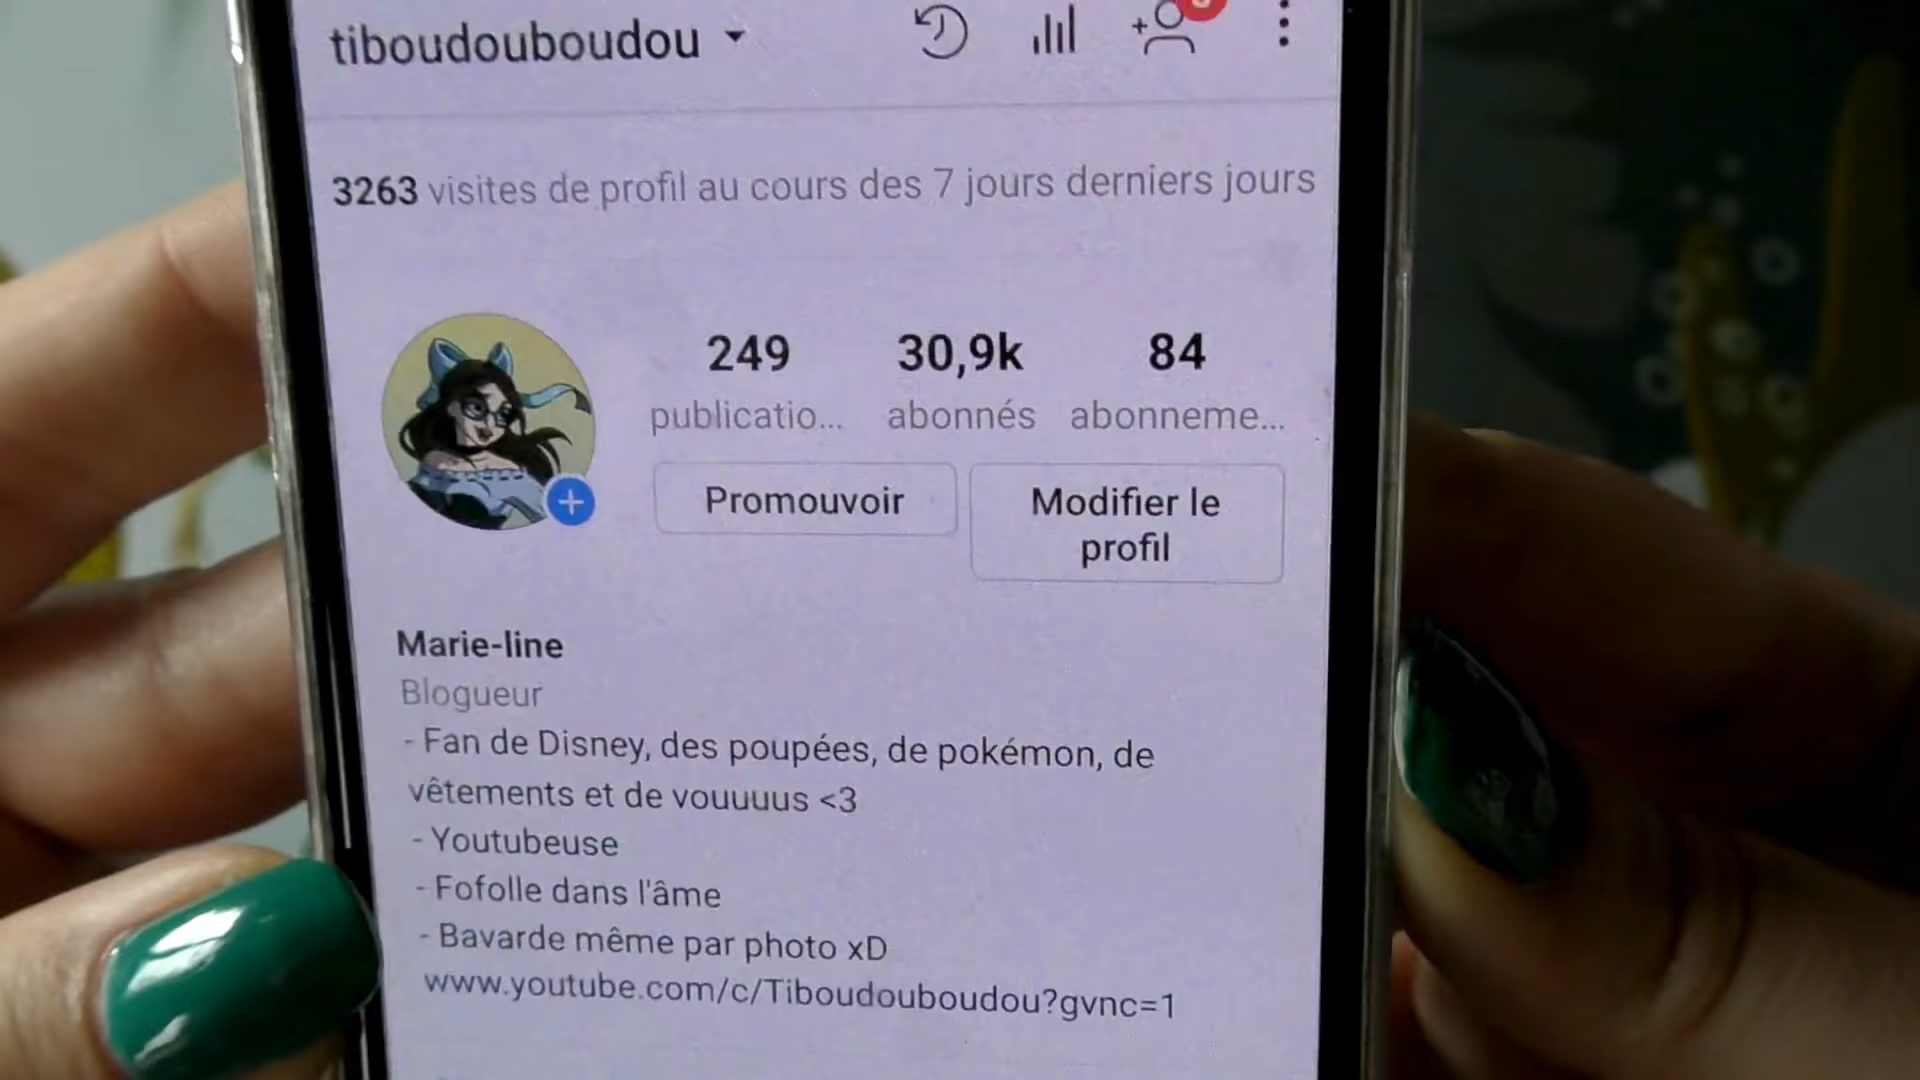 tiboudouboudou
3263 visites de profil au cours des 7 jours derniers jours
249 30,9k 84
publicatio... abonnés abonneme...
Promouvoir
Modifier le
profil
Marie-line
Blogueur
- Fan de Disney, des poupées, de pokémon, de
vêtements et de vouuuus <3
- Youtubeuse
- Fofolle dans l'âme
- Bavarde même par photo xD
www.youtube.com/c/Tiboudouboudou?gvnc=1